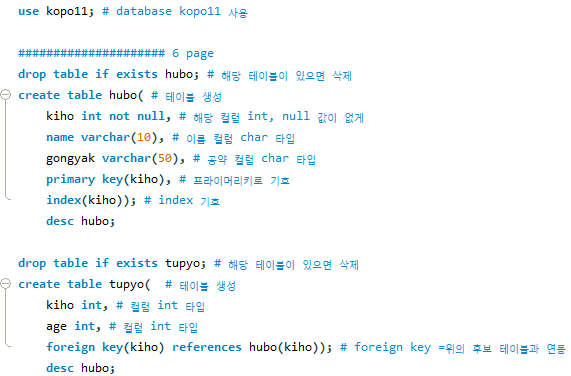 use kopo11; # database kopo11 사용
##################### 6 page
drop table if exists hubo; # 해당 테이블이 있으면 삭제
create table hubo( # 테이블 생성
kiho int not null, # 해당 컬럼 int, null 값이 없게
name varchar(10), # 이름 컬럼 char 타입
gongyak varchar(50), # 공약 컬럼 char 타입
primary key(kiho), # 프라이머리키로 기호
index(kiho)); # index 기호
desc hubo;
drop table if exists tupyo; # 해당 테이블이 있으면 삭제
create table tupyo(  # 테이블 생성
kiho int, # 컬럼 int 타입
age int, # 컬럼 int 타입
foreign key(kiho) references hubo(kiho)); # foreign key =위의 후보 테이블과 연동
desc hubo;